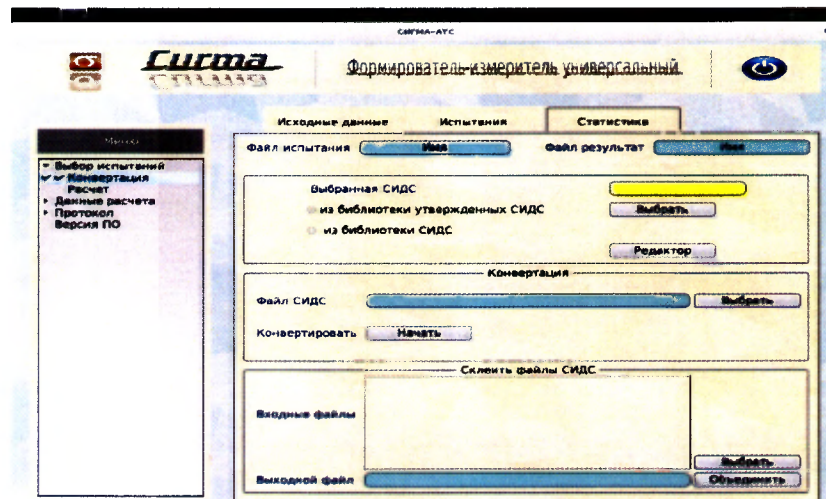 СИГМА-АТС
Сигма
Формирователь-измеритель универсальный
Исходные данные Испытания Статистика
Меню
Файл испытания Имя Файл результат Имя
Выбор испытаний
Конвертация
Расчет
Данные расчета
Протокол
Версия ПО
Выбранная СИДС
из библиотеки утвержденных СИДС Выбрать
из библиотеки СИДС
Редактор
Конвертация
Файл СИДС Выбрать
Конвертировать Начать
Склеить файлы СИДС
Входные файлы
Выбрать
Выходной файл Объединить